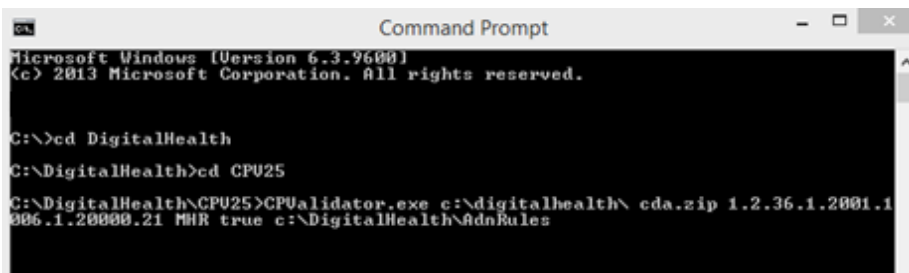 Command Prompt
Microsoft Windows [Version 6.3.9600]
(c) 2013 Microsoft Corporation. All rights reserved.
C:\>cd DigitalHealth
C:\DigitalHealth>cd CPV25
C:\DigitalHealth\CPV25>CPValidator.exe c:\digitalhealth\ cda.zip 1.2.36.1.2001.1
006.1.20000.21 MHR true c:\DigitalHealth\AdnRules